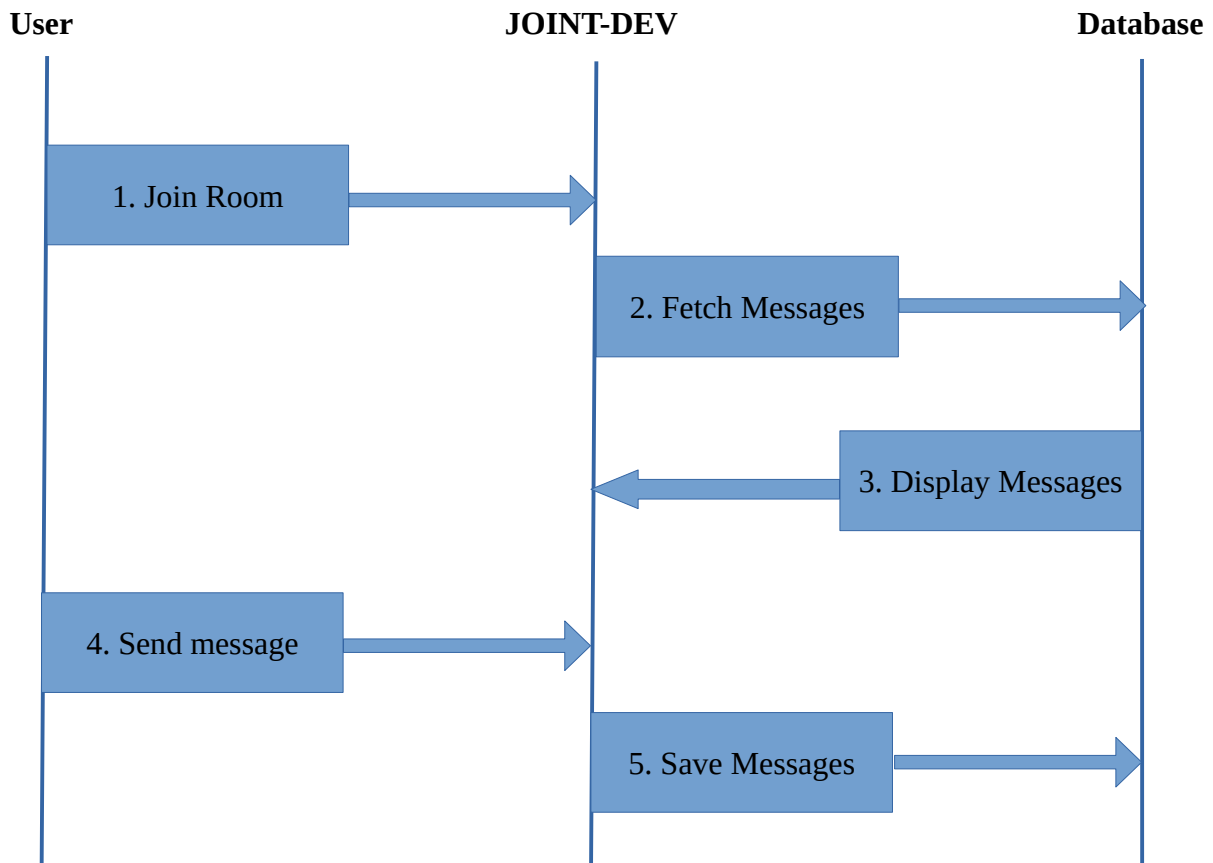 User
JOINT-DEV
Database
1. Join Room
2. Fetch Messages
3. Display Messages
4. Send message
5. Save Messages